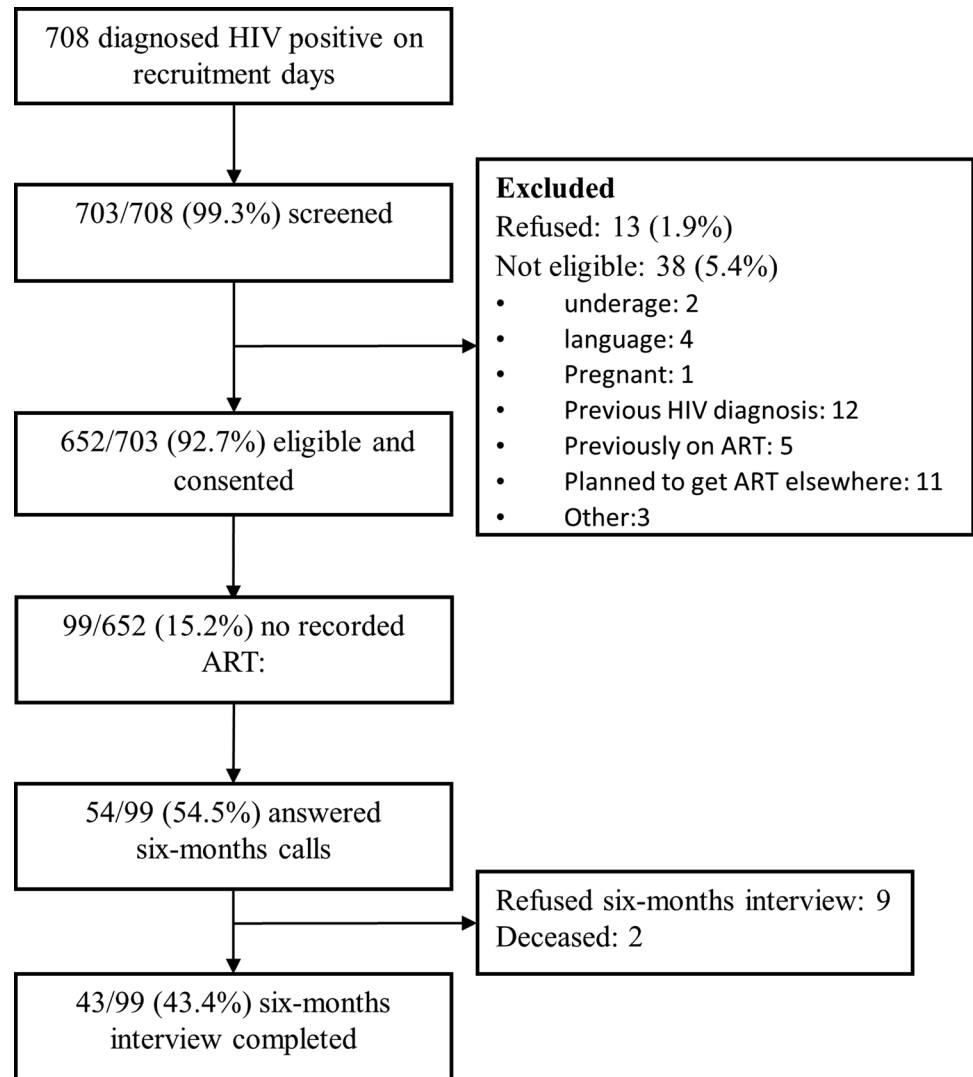 708 diagnosed HIV positive on
recruitment days
703/708 (99.3%) screened
Excluded
Refused: 13 (1.9%)
Not eligible: 38 (5.4%)
• underage: 2
• language: 4
• Pregnant: 1
• Previous HIV diagnosis: 12
• Previously on ART: 5
• Planned to get ART elsewhere: 11
• Other:3
652/703 (92.7%) eligible and
consented
99/652 (15.2%) no recorded
ART:
54/99 (54.5%) answered
six-months calls
Refused six-months interview: 9
Deceased: 2
43/99 (43.4%) six-months
interview completed